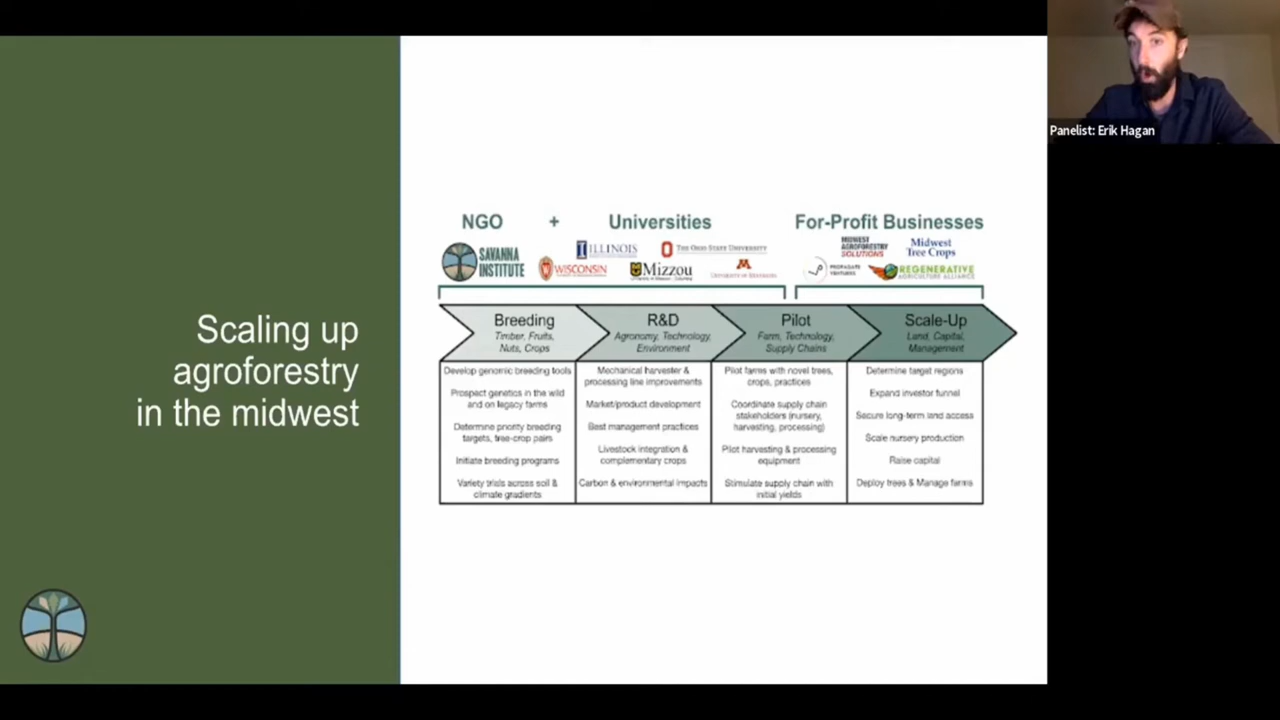 Panelist: Erik Hagan
Scaling up
agroforestry
in the midwest
NGO + Universities For-Profit Businesses
SAVANNA
INSTITUTE
ILLINOIS
THE OHIO STATE UNIVERSITY
WISCONSIN
Mizzou
MIDWEST
AGROFORESTRY
SOLUTIONS
Midwest
Tree Crops
PROPAGATE
VENTURES
REGENERATIVE
AGRICULTURE ALLIANCE
Breeding
Timber, Fruits,
Nuts, Crops
R&D
Agronomy, Technology,
Environment
Pilot
Farm, Technology,
Supply Chains
Scale-Up
Land, Capital,
Management
Develop genomic breeding tools
Prospect genetics in the wild
and on legacy farms
Determine priority breeding
targets, tree-crop pairs
Initiate breeding programs
Variety trials across soil &
climate gradients
Mechanical harvester &
processing line improvements
Market/product development
Best management practices
Livestock integration &
complementary crops
Carbon & environmental impacts
Pilot farms with novel trees,
crops, practices
Coordinate supply chain
stakeholders (nursery,
harvesting, processing)
Pilot harvesting & processing
equipment
Stimulate supply chain with
initial yields
Determine target regions
Expand investor funnel
Secure long-term land access
Scale nursery production
Raise capital
Deploy trees & Manage farms